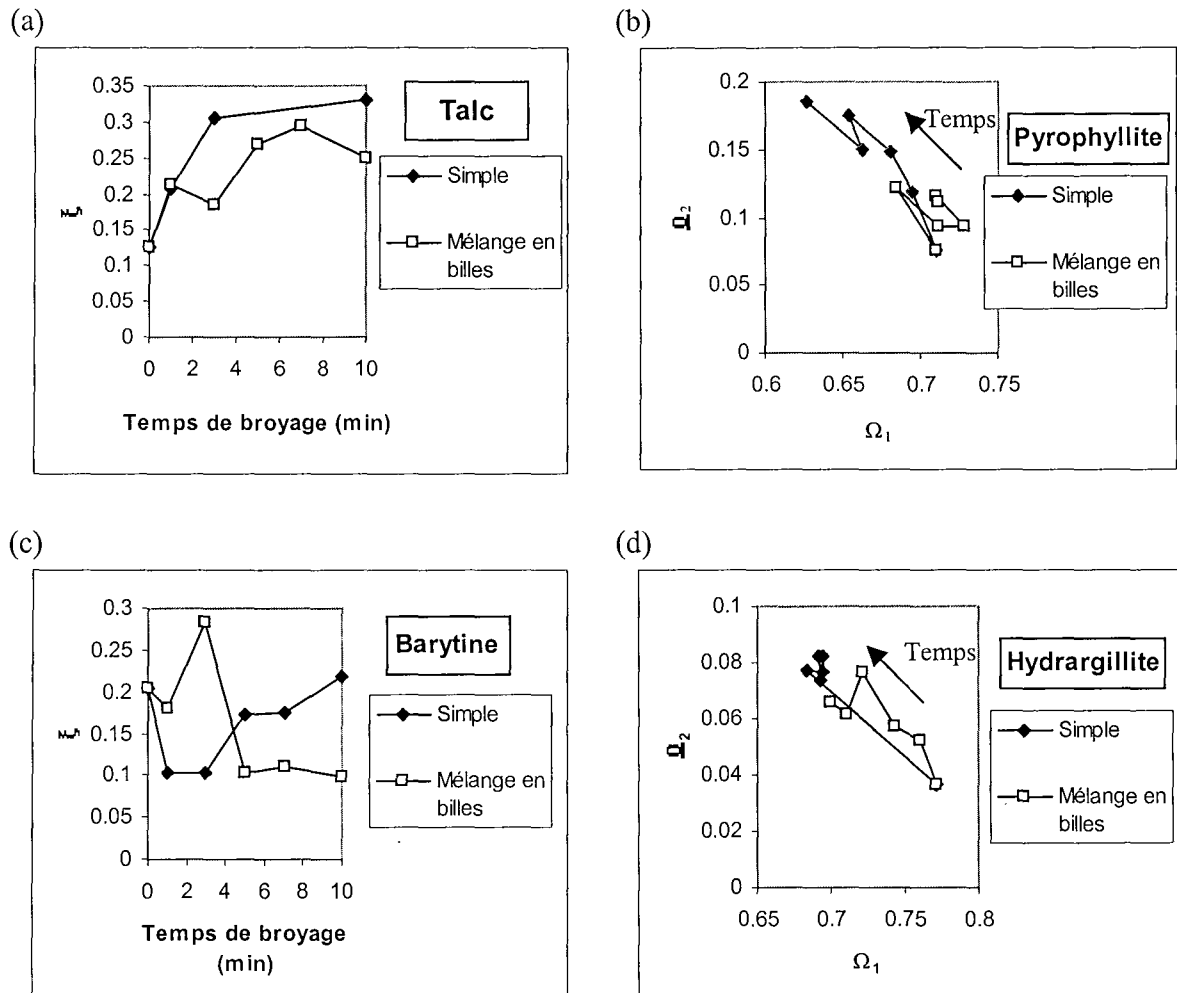 (a)
Talc
0.35
0.3
0.25
0.2
0.15
0.1
0.05
0
ξ
0 2 4 6 8 10
Temps de broyage (min)
Simple
Mélange en
billes
(b)
Pyrophyllite
Temps
0.2
0.15
0.1
0.05
0
Ω2
0.6 0.65 0.7 0.75
Ω1
Simple
Mélange en
billes
(c)
Barytine
0.3
0.25
0.2
0.15
0.1
0.05
0
ξ
0 2 4 6 8 10
Temps de broyage
(min)
Simple
Mélange en
billes
(d)
Hydrargillite
Temps
0.1
0.08
0.06
0.04
0.02
0
Ω2
0.65 0.7 0.75 0.8
Ω1
Simple
Mélange en
billes